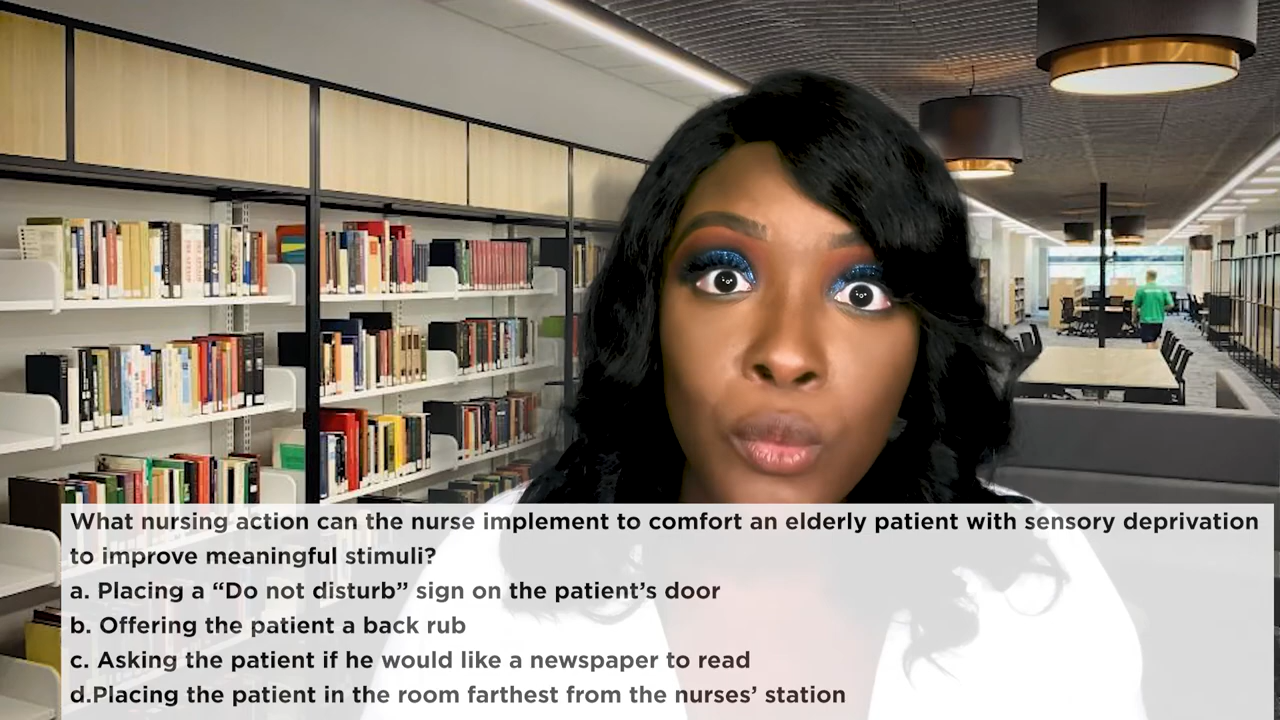 What nursing action can the nurse implement to comfort an elderly patient with sensory deprivation
to improve meaningful stimuli?
a. Placing a “Do not disturb” sign on the patient’s door
b. Offering the patient a back rub
c. Asking the patient if he would like a newspaper to read
d.Placing the patient in the room farthest from the nurses’ station